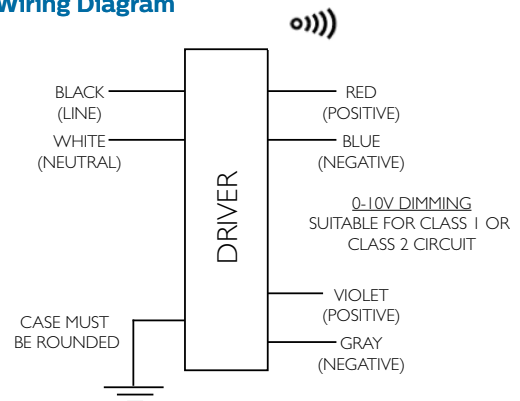 Wiring Diagram
BLACK
(LINE)
WHITE
(NEUTRAL)
CASE MUST
BE ROUNDED
DRIVER
RED
(POSITIVE)
BLUE
(NEGATIVE)
0-10V DIMMING
SUITABLE FOR CLASS 1 OR
CLASS 2 CIRCUIT
VIOLET
(POSITIVE)
GRAY
(NEGATIVE)